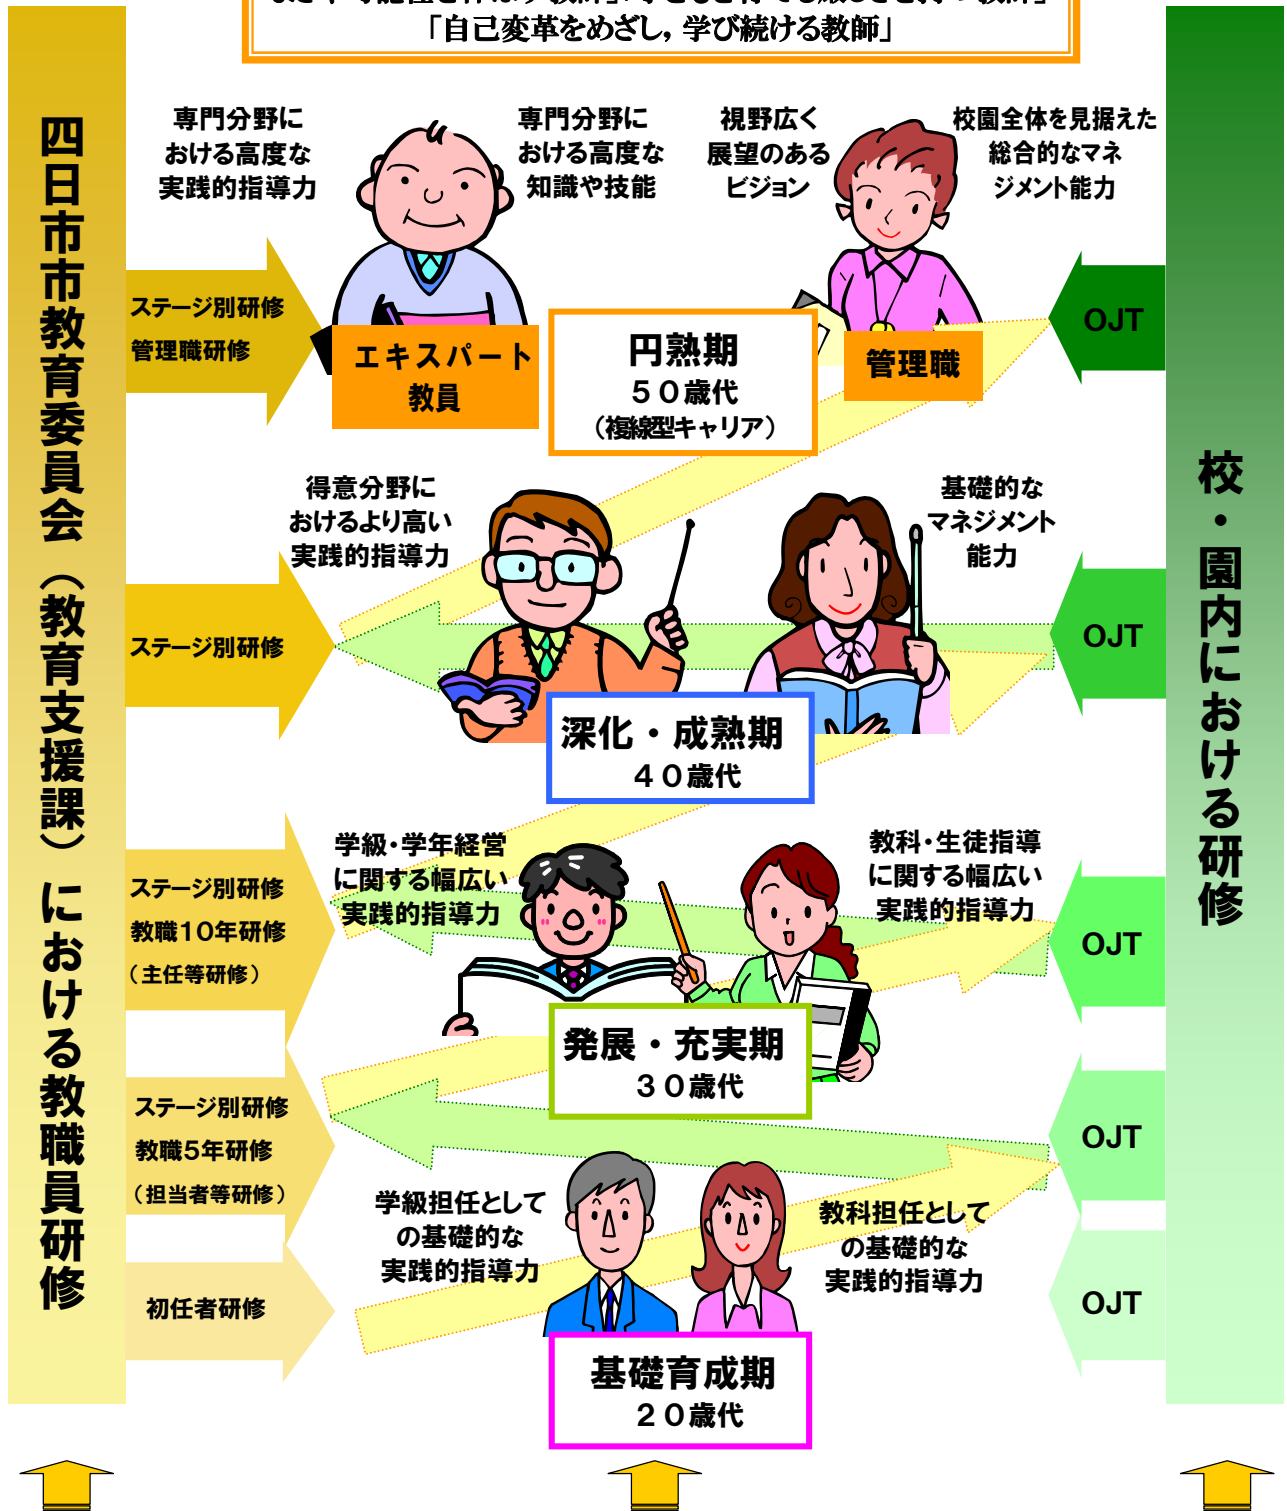 「自己変革をめざし，学び続ける教師」
四日市市教育委員会（教育支援課）における教職員研修
専門分野に
おける高度な
実践的指導力
専門分野に
おける高度な
知識や技能
視野広く
展望のある
ビジョン
校園全体を見据えた
総合的なマネ
ジメント能力
ステージ別研修
管理職研修
エキスパート
教員
円熟期
５０歳代
（複線型キャリア）
管理職
OJT
得意分野に
おけるより高い
実践的指導力
基礎的な
マネジメント
能力
ステージ別研修
OJT
深化・成熟期
４０歳代
学級・学年経営
に関する幅広い
実践的指導力
教科・生徒指導
に関する幅広い
実践的指導力
ステージ別研修
教職10年研修
（主任等研修）
OJT
発展・充実期
３０歳代
ステージ別研修
教職5年研修
（担当者等研修）
OJT
学級担任として
の基礎的な
実践的指導力
教科担任として
の基礎的な
実践的指導力
初任者研修
OJT
基礎育成期
２０歳代
校・園内における研修